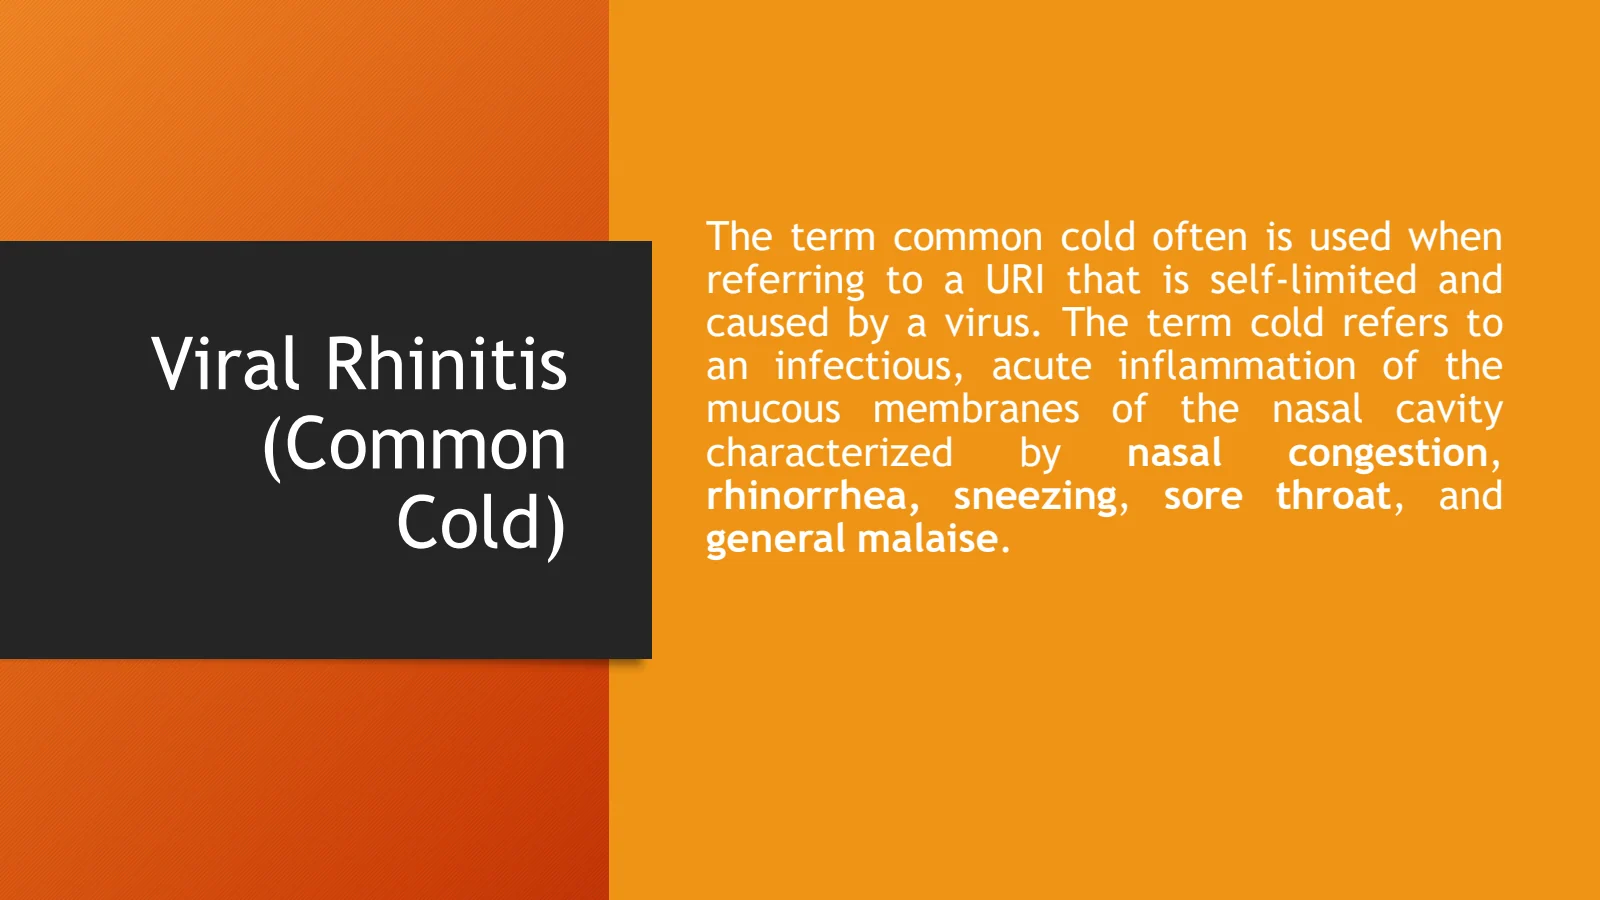 Viral Rhinitis
(Common
Cold)
The term common cold often is used when
referring to a URI that is self-limited and
caused by a virus. The term cold refers to
an infectious, acute inflammation of the
mucous membranes of the nasal cavity
characterized by nasal congestion,
rhinorrhea, sneezing, sore throat, and
general malaise.